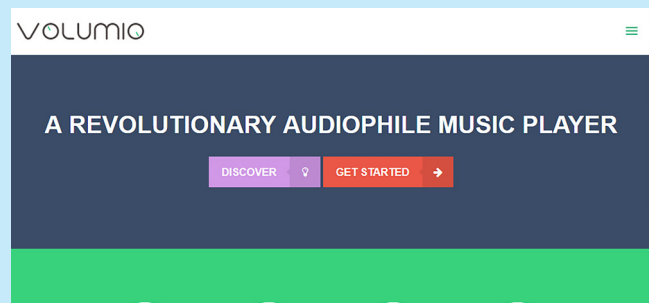 VOLUMIO
A REVOLUTIONARY AUDIOPHILE MUSIC PLAYER
DISCOVER
GET STARTED